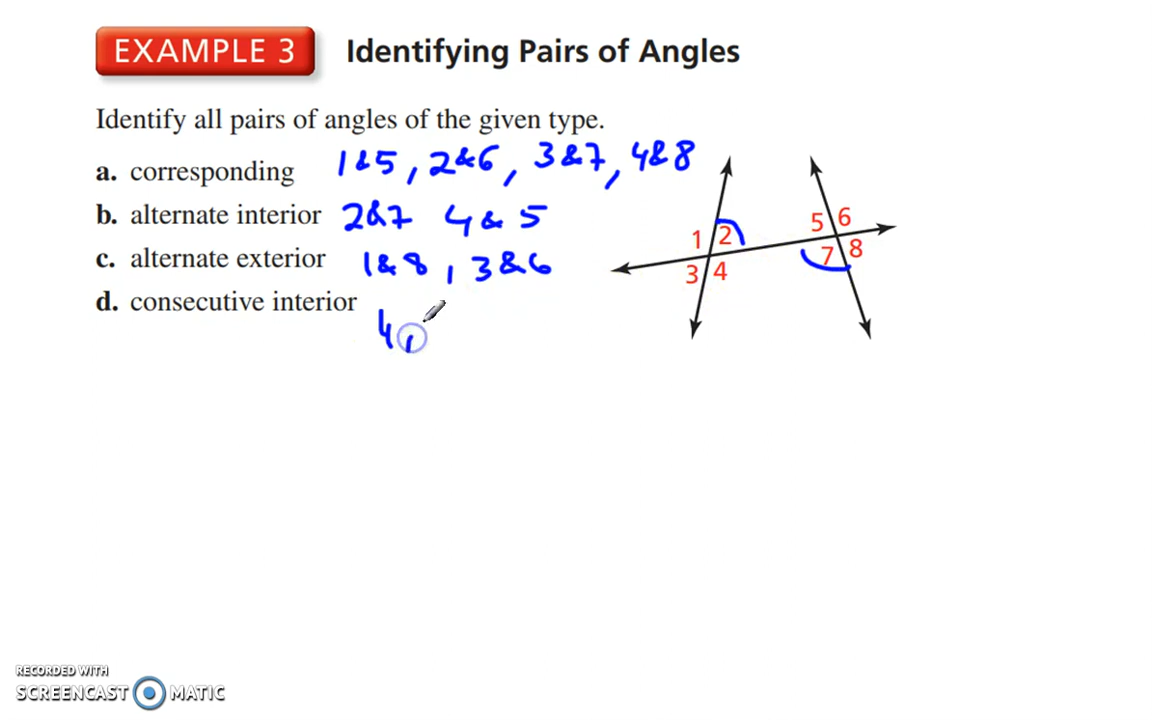 EXAMPLE 3 Identifying Pairs of Angles
Identify all pairs of angles of the given type.
a. corresponding 1&5, 2&6, 3&7, 4&8
b. alternate interior 2&7 4&5
c. alternate exterior 1&8, 3&6
d. consecutive interior
4
1 2 5 6
3 4 7 8
RECORDED WITH
SCREENCAST MATIC